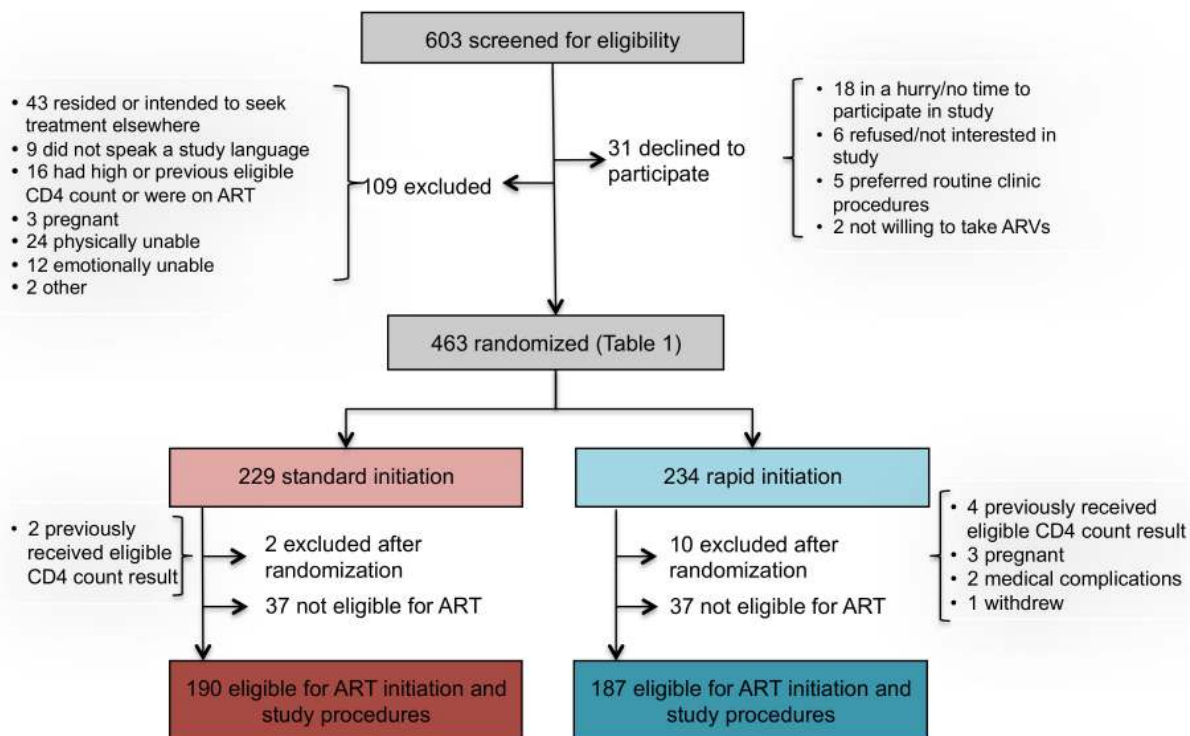 603 screened for eligibility
• 43 resided or intended to seek
treatment elsewhere
• 9 did not speak a study language
• 16 had high or previous eligible
CD4 count or were on ART
• 3 pregnant
• 24 physically unable
• 12 emotionally unable
• 2 other
109 excluded
31 declined to
participate
• 18 in a hurry/no time to
participate in study
• 6 refused/not interested in
study
• 5 preferred routine clinic
procedures
• 2 not willing to take ARVs
463 randomized (Table 1)
229 standard initiation
234 rapid initiation
• 2 previously
received eligible
CD4 count result
2 excluded after
randomization
37 not eligible for ART
10 excluded after
randomization
37 not eligible for ART
• 4 previously received
eligible CD4 count result
• 3 pregnant
• 2 medical complications
• 1 withdrew
190 eligible for ART initiation and
study procedures
187 eligible for ART initiation and
study procedures